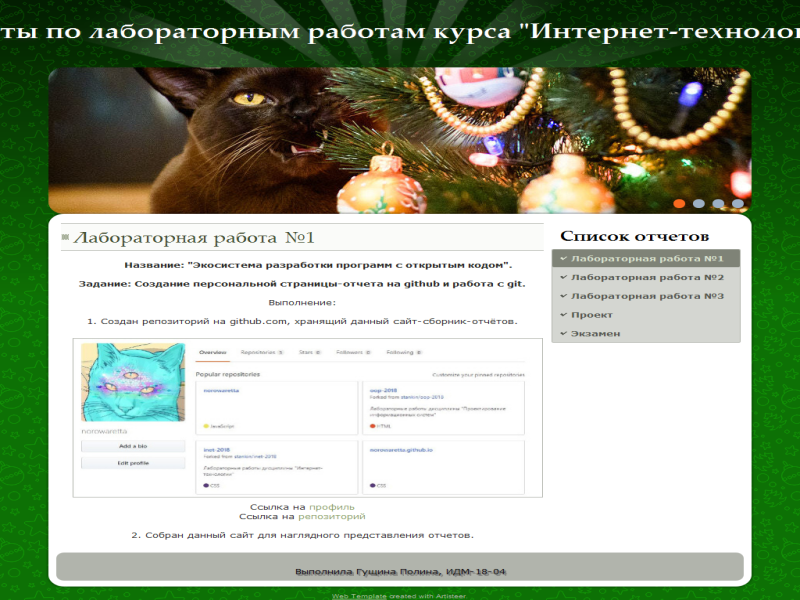 ты по лабораторным работам курса "Интернет-техноло
Лабораторная работа №1
Название: "Экосистема разработки программ с открытым кодом".
Задание: Создание персональной страницы-отчета на github и работа с git.
Выполнение:
1. Создан репозиторий на github.com, хранящий данный сайт-сборник-отчётов.
Overview Repositories Stars Followers Following
Popular repositories Customize your pinned repositories
norowaretta
JavaScript
oop-2018
Forked from stankin/oop-2018
Лабораторные работы дисциплины "Проектирование информационных систем"
HTML
inet-2018
Forked from stankin/inet-2018
Лабораторные работы дисциплины "Интернет-
технологии"
CSS
norowaretta.github.io
CSS
norowaretta
Add a bio
Edit profile
Ссылка на профиль
Ссылка на репозиторий
2. Собран данный сайт для наглядного представления отчетов.
Список отчетов
Лабораторная работа №1
Лабораторная работа №2
Лабораторная работа №3
Проект
Экзамен
Выполнила Гущина Полина, ИДМ-18-04
Web Template created with Artisteer